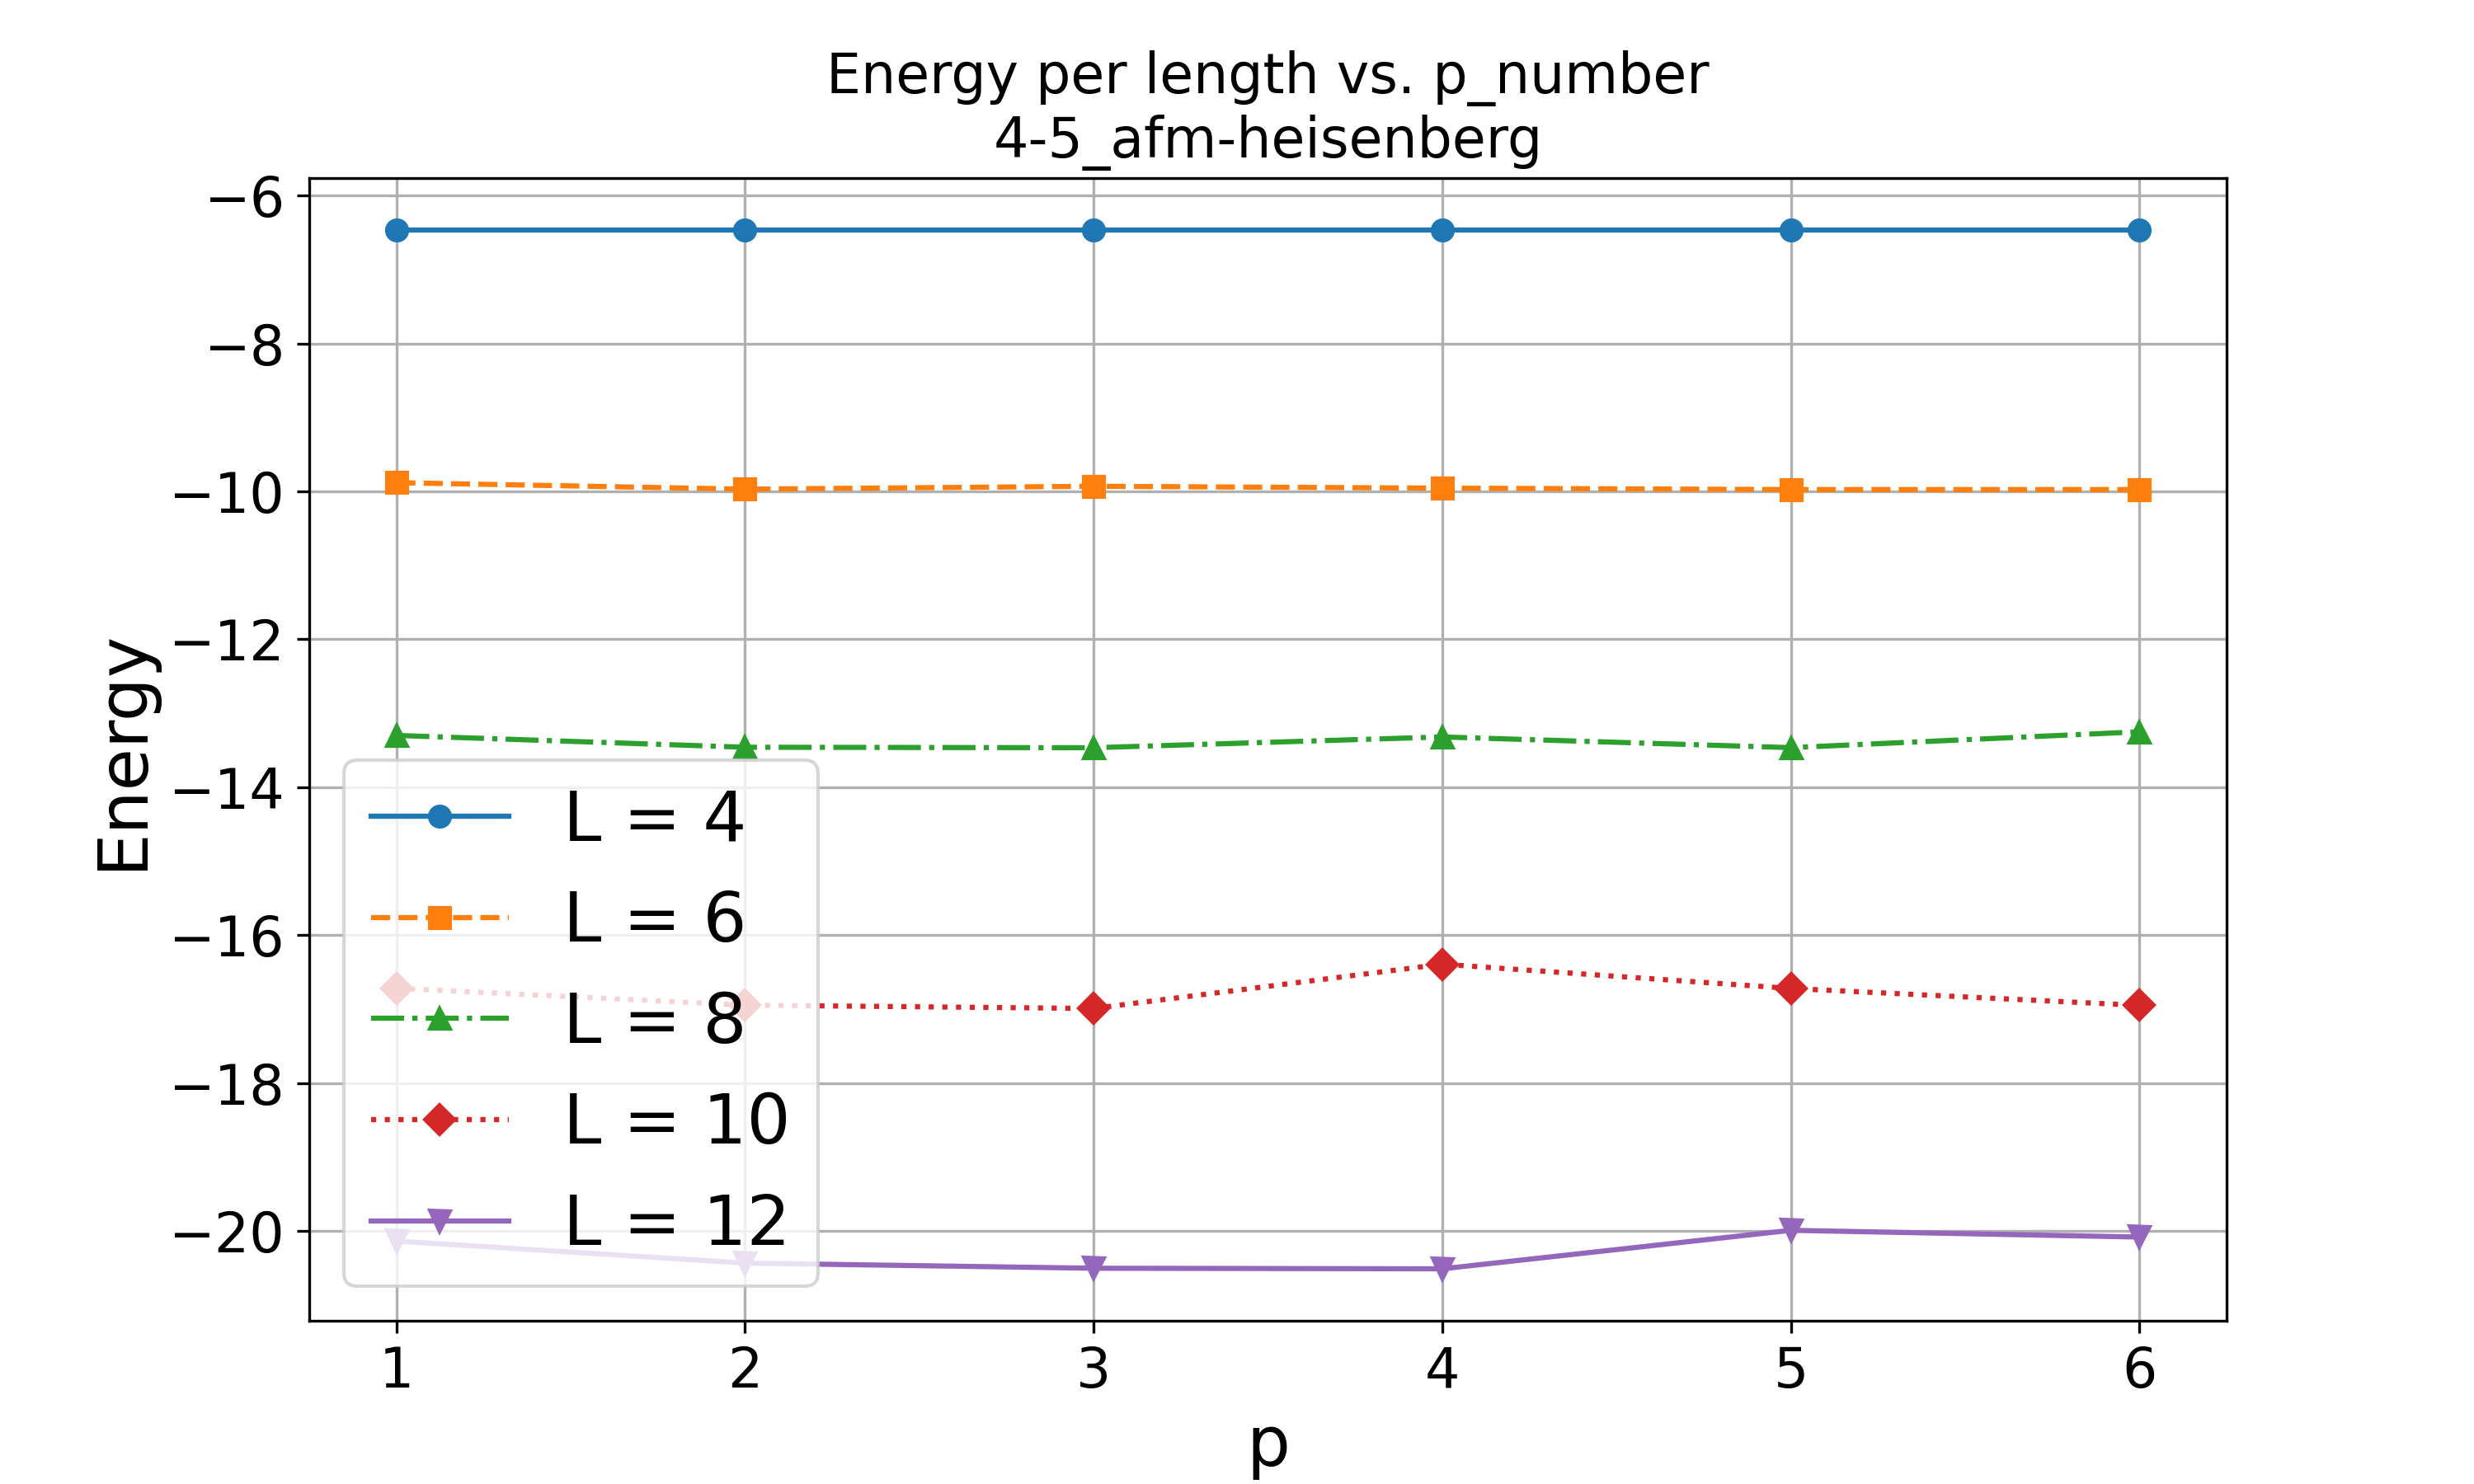 Energy per length vs. p_number
4-5_afm-heisenberg
Energy
−6
−8
−10
−12
−14
−16
−18
−20
L = 4
L = 6
L = 8
L = 10
L = 12
1 2 3 4 5 6
p